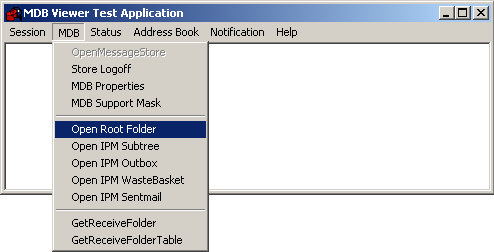 MDB Viewer Test Application
Session MDB Status Address Book Notification Help
OpenMessageStore
Store Logoff
MDB Properties
MDB Support Mask
Open Root Folder
Open IPM Subtree
Open IPM Outbox
Open IPM WasteBasket
Open IPM Sentmail
GetReceiveFolder
GetReceiveFolderTable